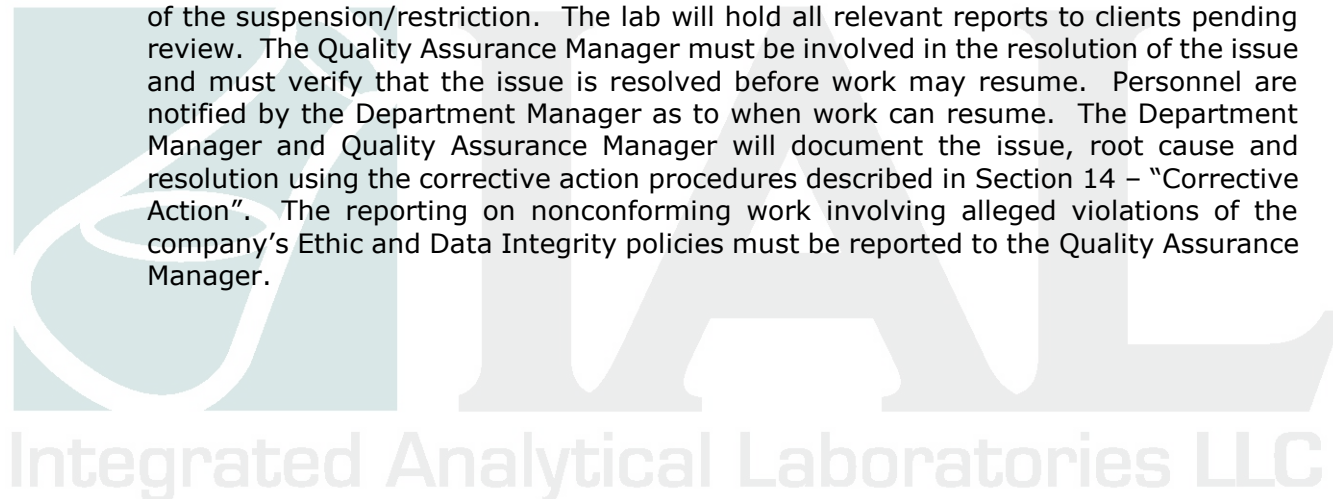 of the suspension/restriction.  The lab will hold all relevant reports to clients pending
review.  The Quality Assurance Manager must be involved in the resolution of the issue
and must verify that the issue is resolved before work may resume.  Personnel are
notified by the Department Manager as to when work can resume.  The Department
Manager and Quality Assurance Manager will document the issue, root cause and
resolution using the corrective action procedures described in Section 14 – “Corrective
Action”.  The reporting on nonconforming work involving alleged violations of the
company’s Ethic and Data Integrity policies must be reported to the Quality Assurance
Manager.
IAL
Integrated Analytical Laboratories LLC